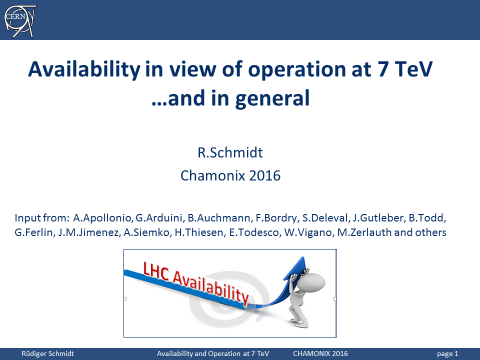 CERN
Availability in view of operation at 7 TeV
…and in general
R.Schmidt
Chamonix 2016
Input from: A.Apollonio, G.Arduini, B.Auchmann, F.Bordry, S.Deleval, J.Gutleber, B.Todd,
G.Ferlin, J.M.Jimenez, A.Siemko, H.Thiesen, E.Todesco, W.Vigano, M.Zerlauth and others
LHC Availability
Rüdiger Schmidt Availability and Operation at 7 TeV CHAMONIX 2016 page 1